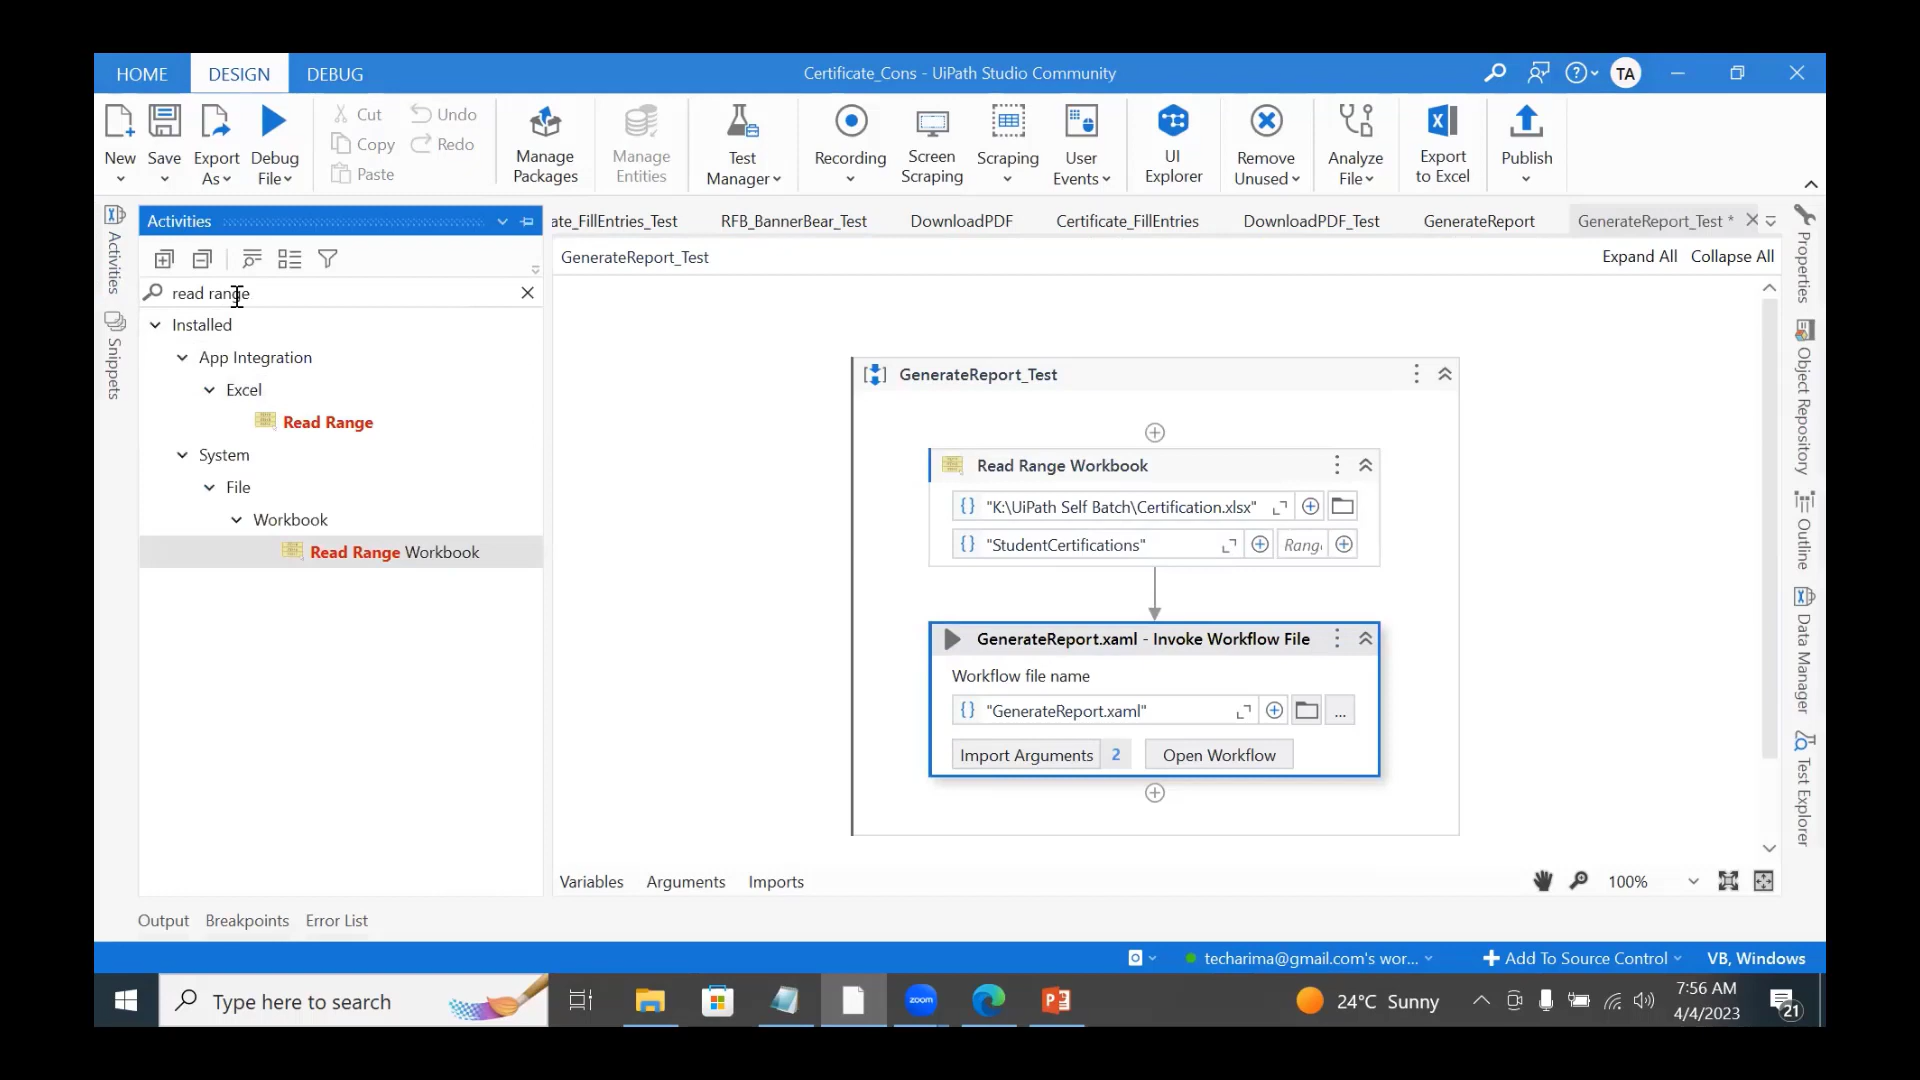 HOME DESIGN DEBUG Certificate_Cons - UiPath Studio Community TA
New Save Export As Debug File Cut Copy Paste Undo Redo Manage Packages Manage Entities Test Manager Recording Screen Scraping Scraping User Events UI Explorer Remove Unused Analyze File Export to Excel Publish
Activities
ate_FillEntries_Test RFB_BannerBear_Test DownloadPDF Certificate_FillEntries DownloadPDF_Test GenerateReport GenerateReport_Test *
GenerateReport_Test Expand All Collapse All
read range
Installed
App Integration
Excel
Read Range
System
File
Workbook
Read Range Workbook
Activities
Snippets
GenerateReport_Test
Read Range Workbook
"K:\UiPath Self Batch\Certification.xlsx"
"StudentCertifications" Rang
GenerateReport.xaml - Invoke Workflow File
Workflow file name
"GenerateReport.xaml" ...
Import Arguments 2 Open Workflow
Properties
Object Repository
Outline
Data Manager
Test Explorer
Variables Arguments Imports 100%
Output Breakpoints Error List
techarima@gmail.com's wor... Add To Source Control VB, Windows
Type here to search zoom 24°C Sunny 7:56 AM
4/4/2023 21